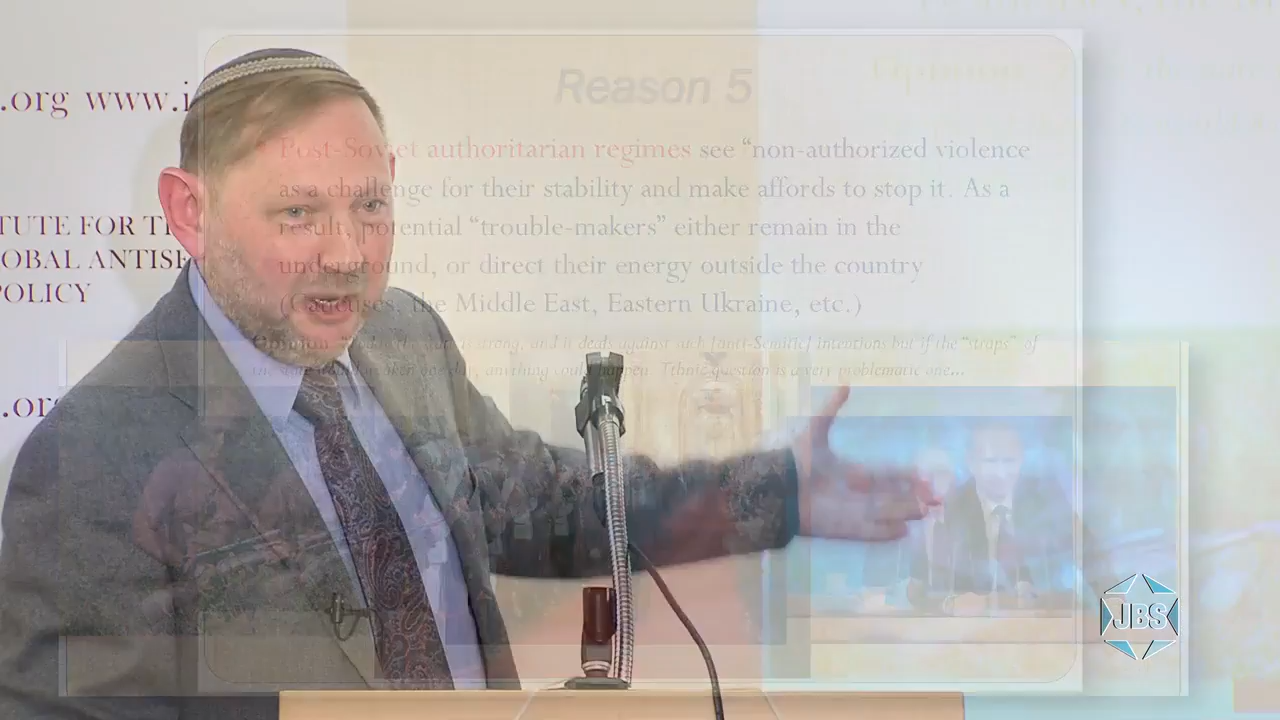 .org www.i
TUTE FOR T
OBAL ANTISE
POLICY
.org
Reason 5
Post-Soviet authoritarian regimes see “non-authorized violence
as a challenge for their stability and make affords to stop it. As a
result, potential “trouble-makers” either remain in the
underground, or direct their energy outside the country
the Middle East, Eastern Ukraine, etc.)
strong, and it deals against such [anti-Semitic] intentions but if the “straps” of
anything could happen. Ethnic question is a very problematic one...
JBS